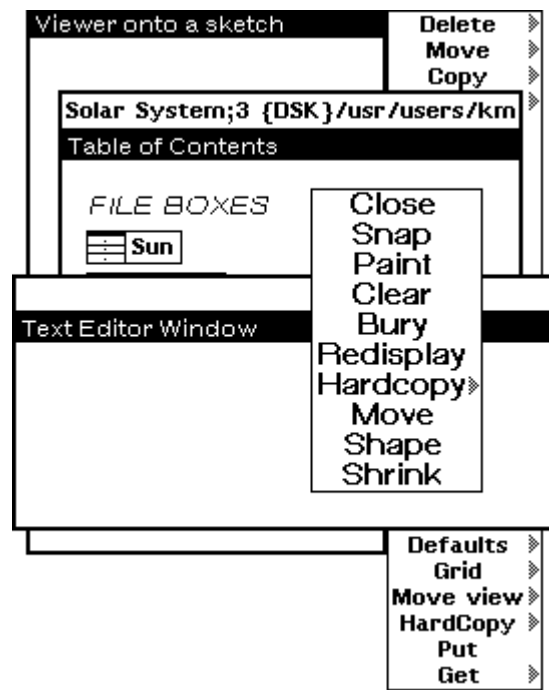 Viewer onto a sketch
Delete
Move
Copy
Solar System;3 {DSK}/usr/users/km
Table of Contents
FILE BOXES
Sun
Text Editor Window
Close
Snap
Paint
Clear
Bury
Redisplay
Hardcopy
Move
Shape
Shrink
Defaults
Grid
Move view
HardCopy
Put
Get